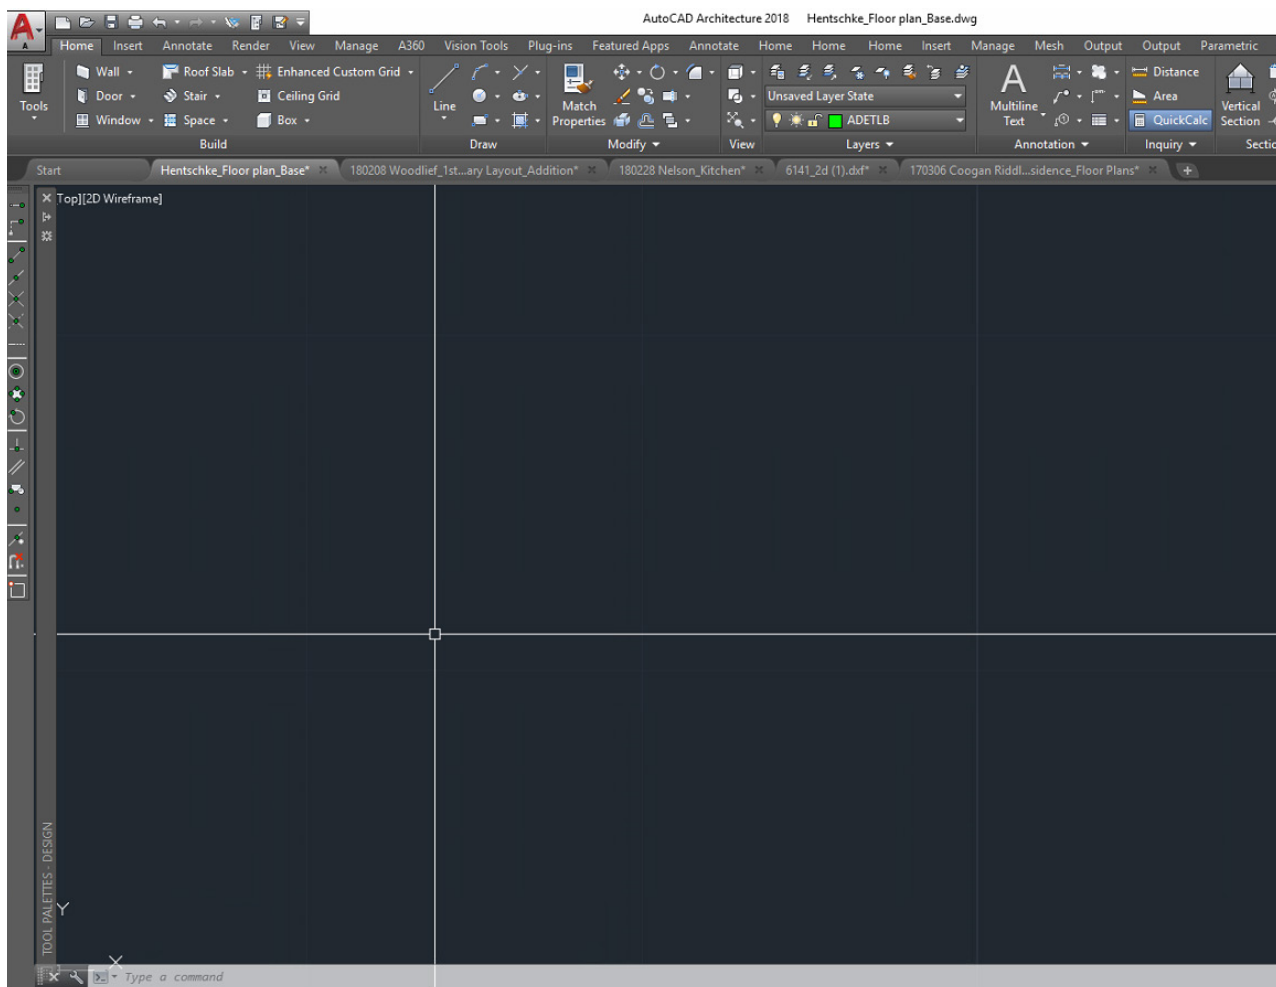 AutoCAD Architecture 2018 Hentschke_Floor plan_Base.dwg
A
Home Insert Annotate Render View Manage A360 Vision Tools Plug-ins Featured Apps Annotate Home Home Home Insert Manage Mesh Output Output Parametric
Wall Roof Slab Enhanced Custom Grid
Tools Door Stair Ceiling Grid
Window Space Box
Line
Match Properties
Unsaved Layer State
ADETLB
A
Multiline Text
Distance
Area
QuickCalc
Vertical Section
Build Draw Modify View Layers Annotation Inquiry Sectio
Start Hentschke_Floor plan_Base* 180208 Woodlief_1st...ary Layout_Addition* 180228 Nelson_Kitchen* 6141_2d (1).dxf* 170306 Coogan Riddl...sidence_Floor Plans*
Top][2D Wireframe]
TOOL PALETTES - DESIGN
Y
X
Type a command